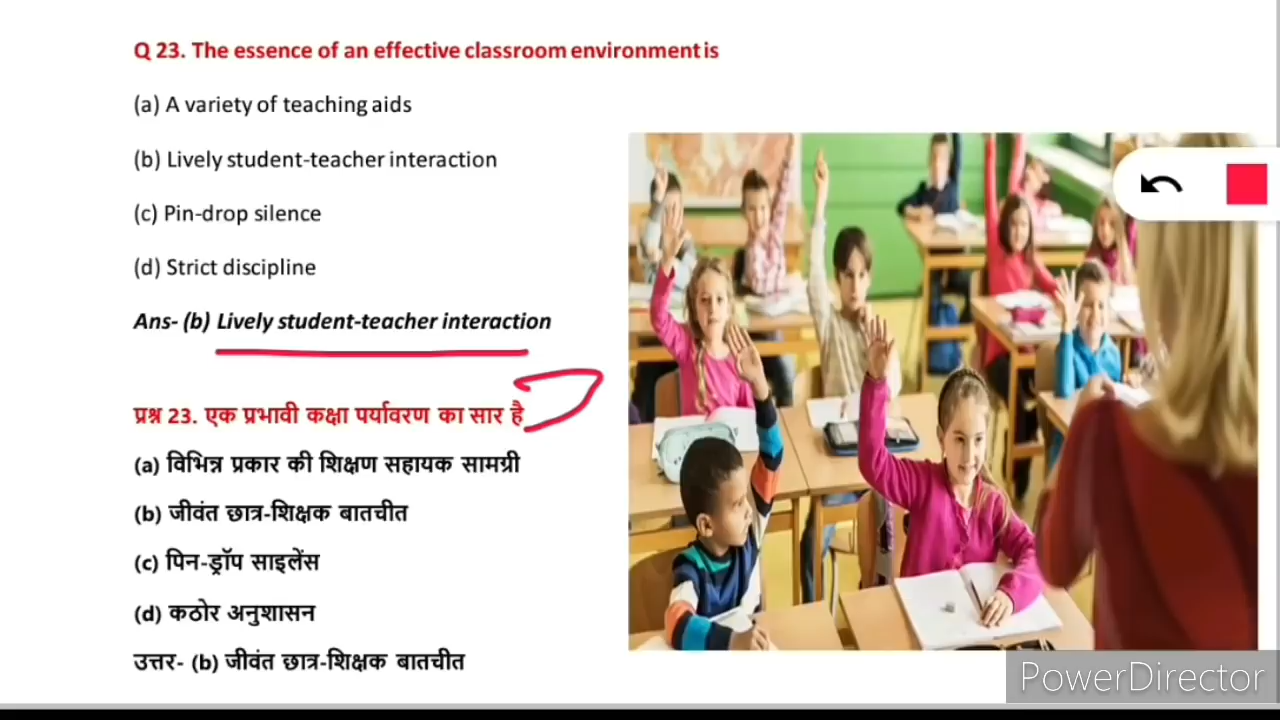 Q 23. The essence of an effective classroom environment is
(a) A variety of teaching aids
(b) Lively student-teacher interaction
(c) Pin-drop silence
(d) Strict discipline
Ans- (b) Lively student-teacher interaction
प्रश्न 23. एक प्रभावी कक्षा पर्यावरण का सार है
(a) विभिन्न प्रकार की शिक्षण सहायक सामग्री
(b) जीवंत छात्र-शिक्षक बातचीत
(c) पिन-ड्रॉप साइलेंस
(d) कठोर अनुशासन
उत्तर- (b) जीवंत छात्र-शिक्षक बातचीत
PowerDirector